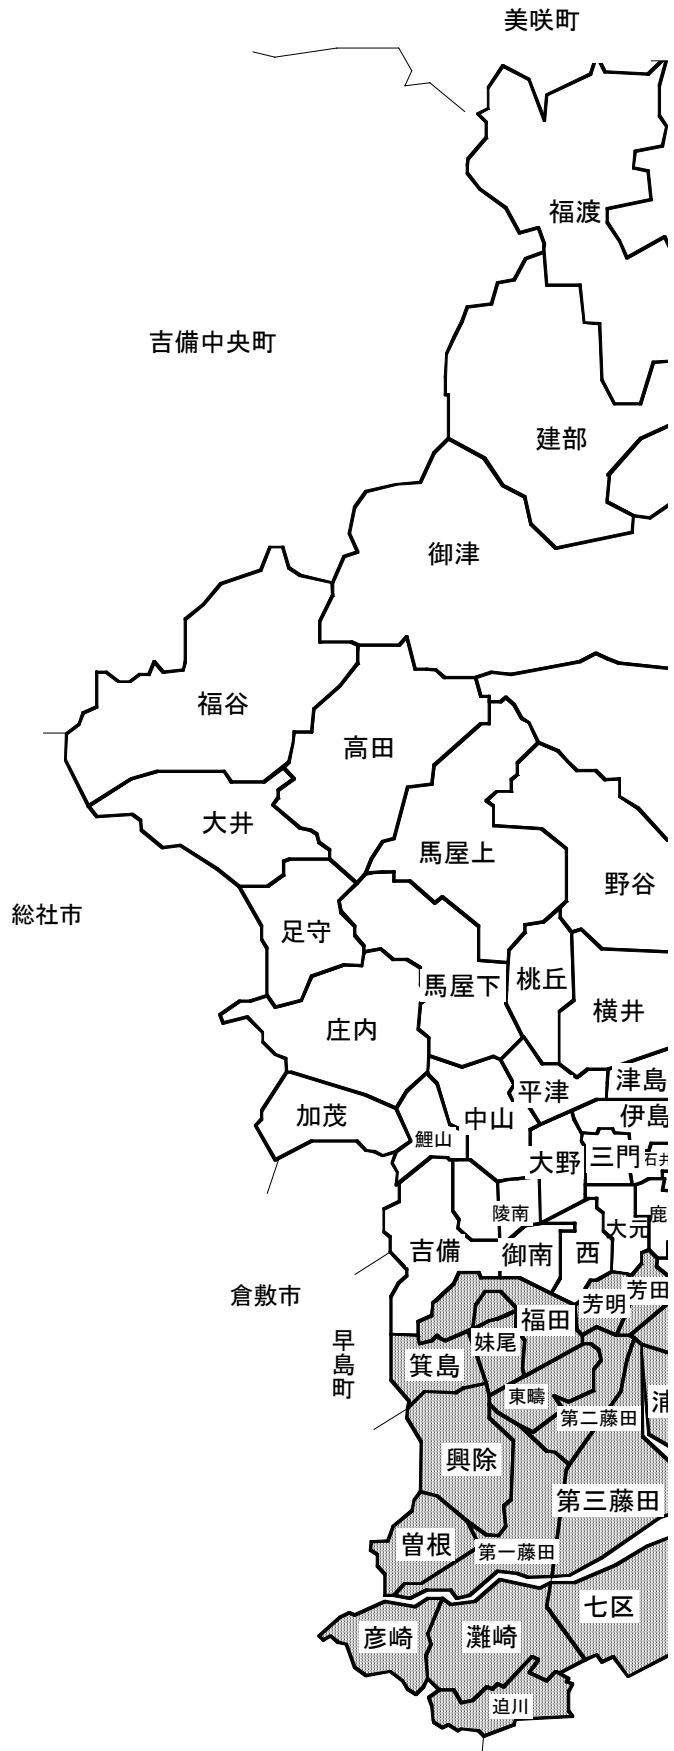 美咲町
福渡
吉備中央町
建部
御津
福谷
高田
大井
馬屋上
野谷
総社市
足守
桃丘
馬屋下
横井
庄内
津島
平津
加茂
中山
伊島
鯉山
大野
三門
石井
陵南
鹿
大元
吉備
御南
西
倉敷市
芳田
芳明
福田
早島町
妹尾
箕島
東疇
浦
第二藤田
興除
第三藤田
曽根
第一藤田
七区
彦崎
灘崎
迫川